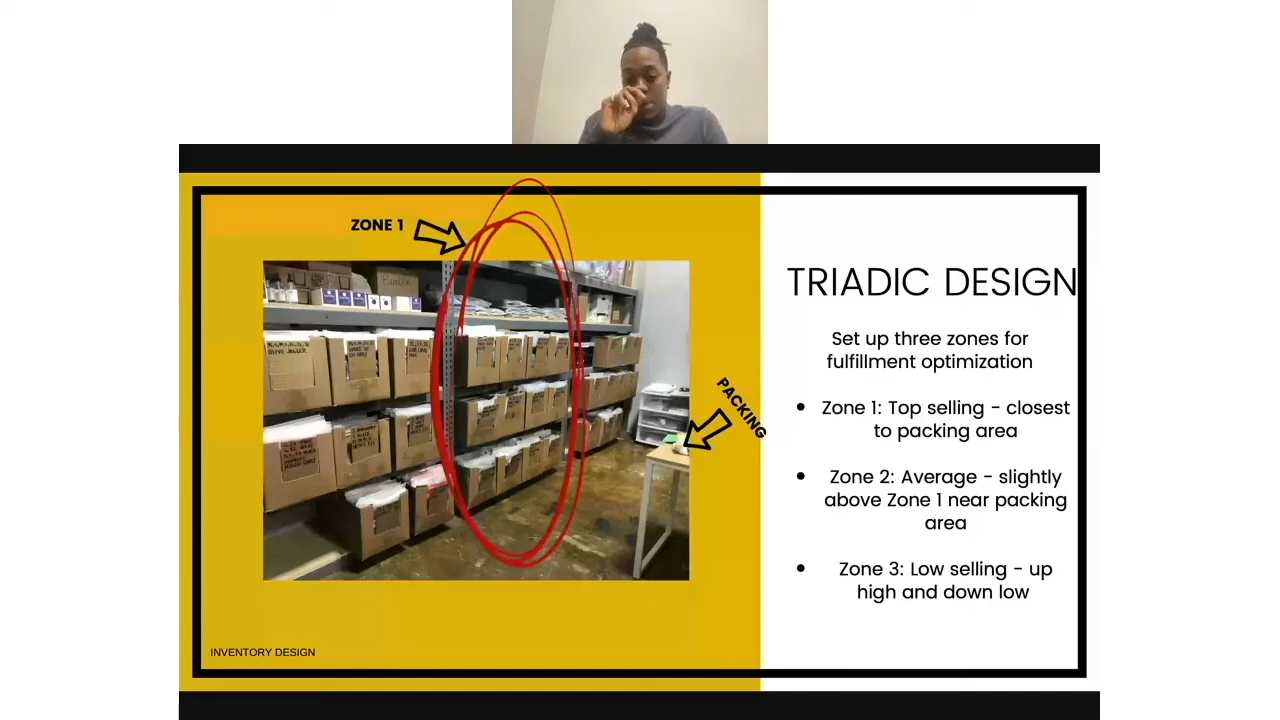 ZONE 1
PACKING
INVENTORY DESIGN
TRIADIC DESIGN
Set up three zones for
fulfillment optimization
• Zone 1: Top selling - closest
to packing area
• Zone 2: Average - slightly
above Zone 1 near packing
area
• Zone 3: Low selling - up
high and down low